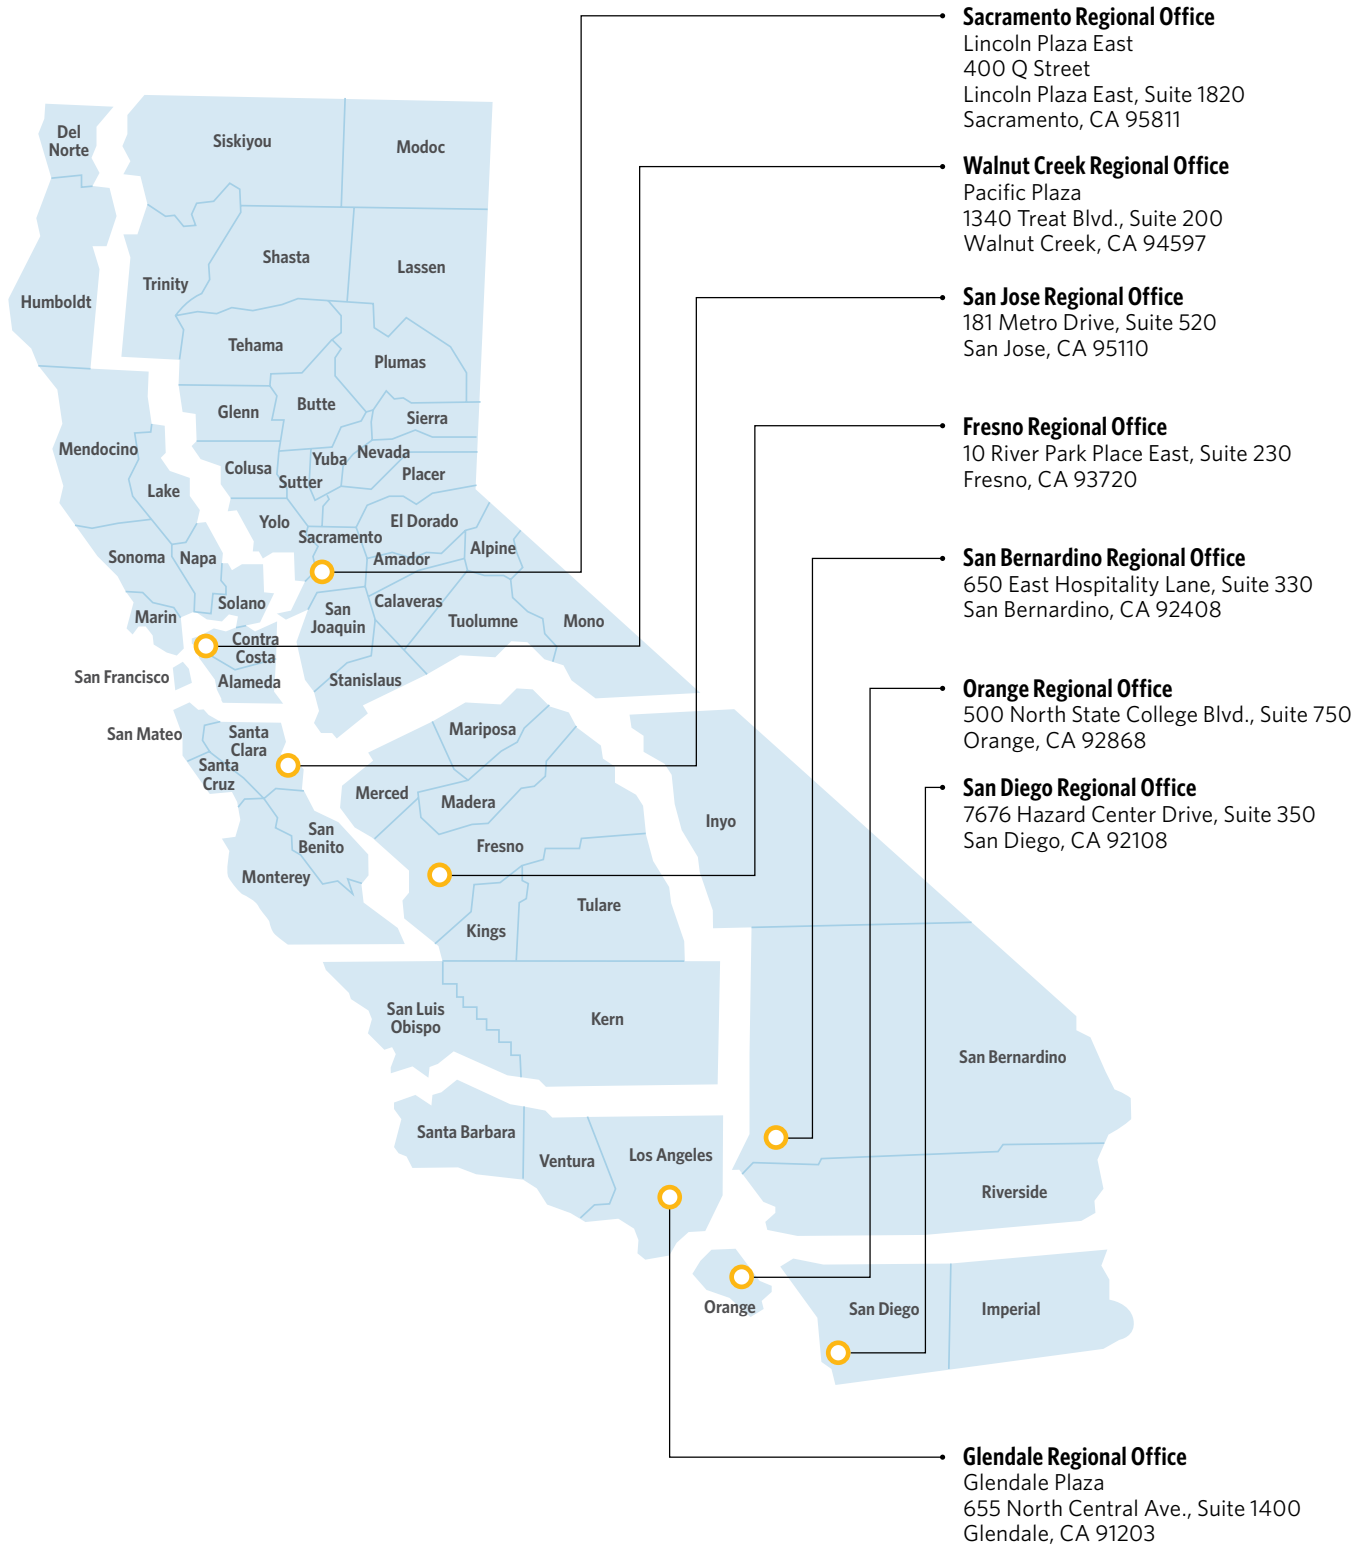 Sacramento Regional Office
Lincoln Plaza East
400 Q Street
Lincoln Plaza East, Suite 1820
Sacramento, CA 95811
Walnut Creek Regional Office
Pacific Plaza
1340 Treat Blvd., Suite 200
Walnut Creek, CA 94597
San Jose Regional Office
181 Metro Drive, Suite 520
San Jose, CA 95110
Fresno Regional Office
10 River Park Place East, Suite 230
Fresno, CA 93720
San Bernardino Regional Office
650 East Hospitality Lane, Suite 330
San Bernardino, CA 92408
Orange Regional Office
500 North State College Blvd., Suite 750
Orange, CA 92868
San Diego Regional Office
7676 Hazard Center Drive, Suite 350
San Diego, CA 92108
Glendale Regional Office
Glendale Plaza
655 North Central Ave., Suite 1400
Glendale, CA 91203
Del
Norte
Siskiyou
Modoc
Humboldt
Trinity
Shasta
Lassen
Tehama
Plumas
Glenn
Butte
Sierra
Mendocino
Colusa
Yuba
Nevada
Sutter
Placer
Lake
Yolo
El Dorado
Sacramento
Alpine
Sonoma
Napa
Amador
Solano
Calaveras
Marin
San
Joaquin
Tuolumne
Mono
Contra
Costa
San Francisco
Alameda
Stanislaus
San Mateo
Santa
Clara
Santa
Cruz
Mariposa
Merced
Madera
Inyo
San
Benito
Fresno
Monterey
Tulare
Kings
San Luis
Obispo
Kern
San Bernardino
Santa Barbara
Ventura
Los Angeles
Riverside
Orange
San Diego
Imperial